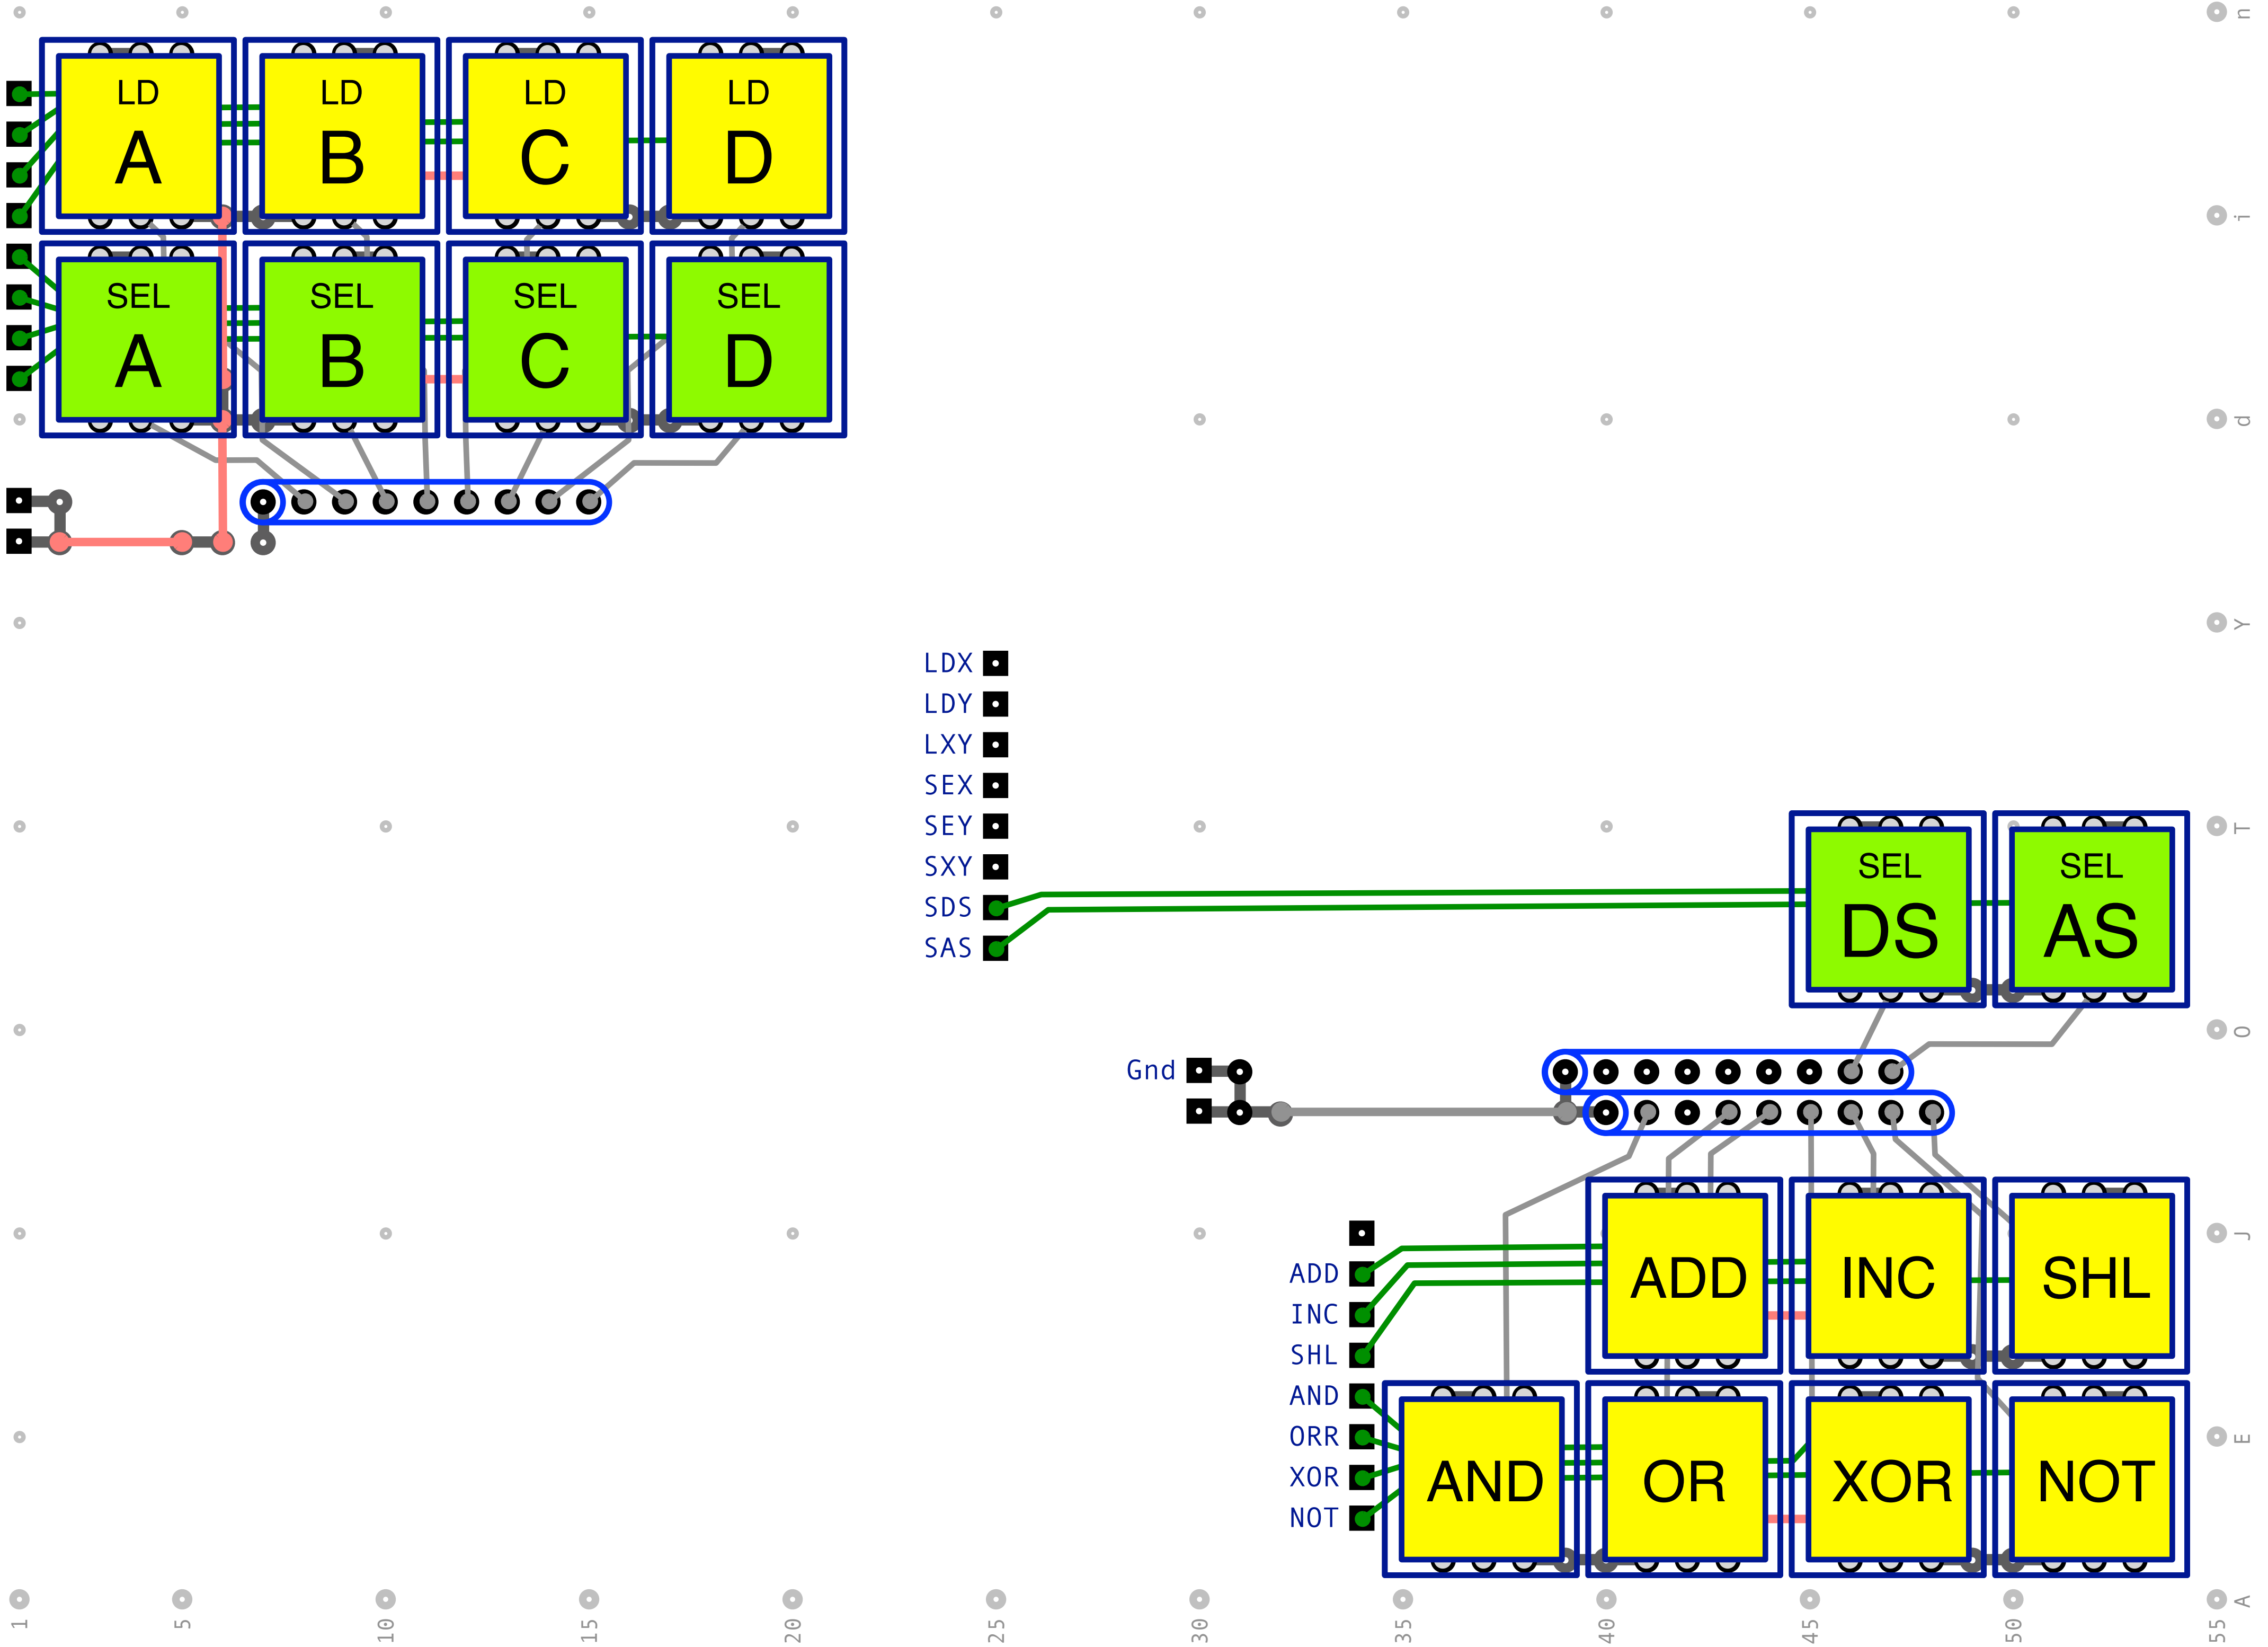 n
LD LD LD LD
A B C D
i
SEL SEL SEL SEL
A B C D
d
Y
LDX
LDY
LXY
SEX
SEY
T
SXY
SEL SEL
SDS
DS AS
SAS
O
Gnd
J
ADD
ADD INC SHL
INC
SHL
AND
ORR
E
XOR
AND OR XOR NOT
NOT
A
1 5 10 15 20 25 30 35 40 45 50 55